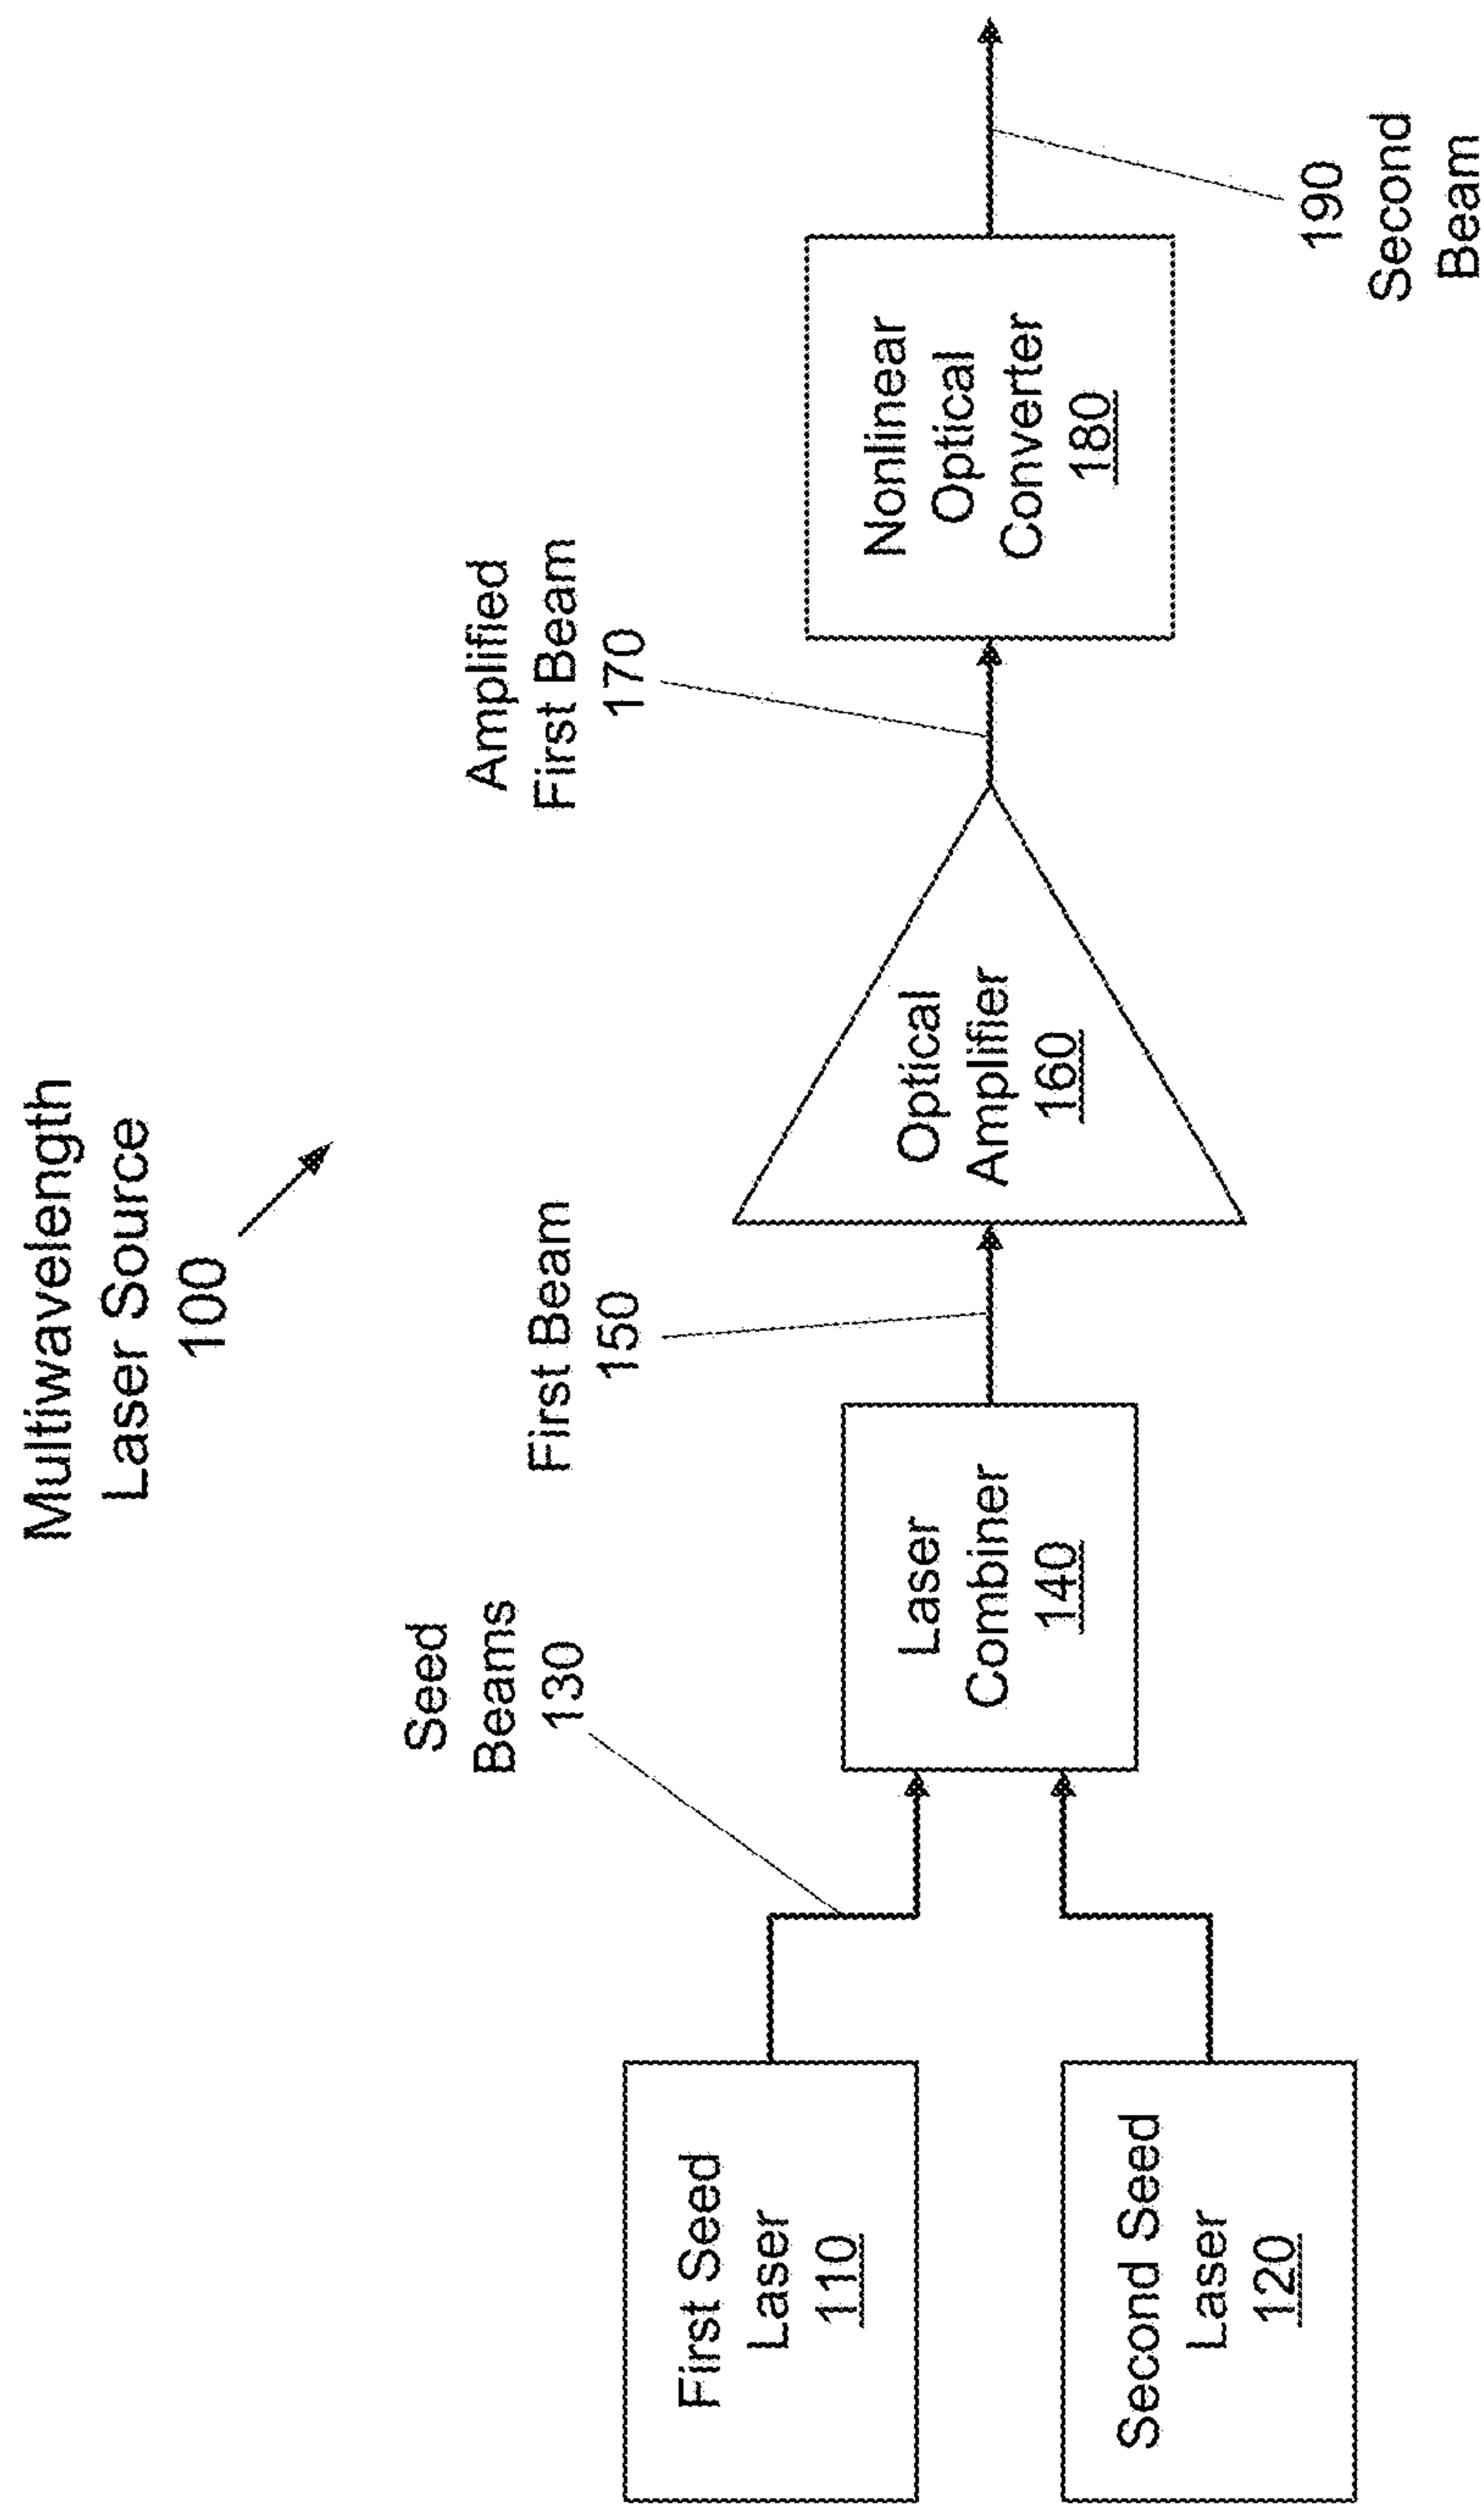 Multiwavelength
Laser Source
100
Seed
Beams
130
First Beam
150
Amplified
First Beam
170
First Seed
Laser
110
Second Seed
Laser
120
Laser
Combiner
140
Optical
Amplifier
160
Nonlinear
Optical
Converter
180
190
Second
Beam